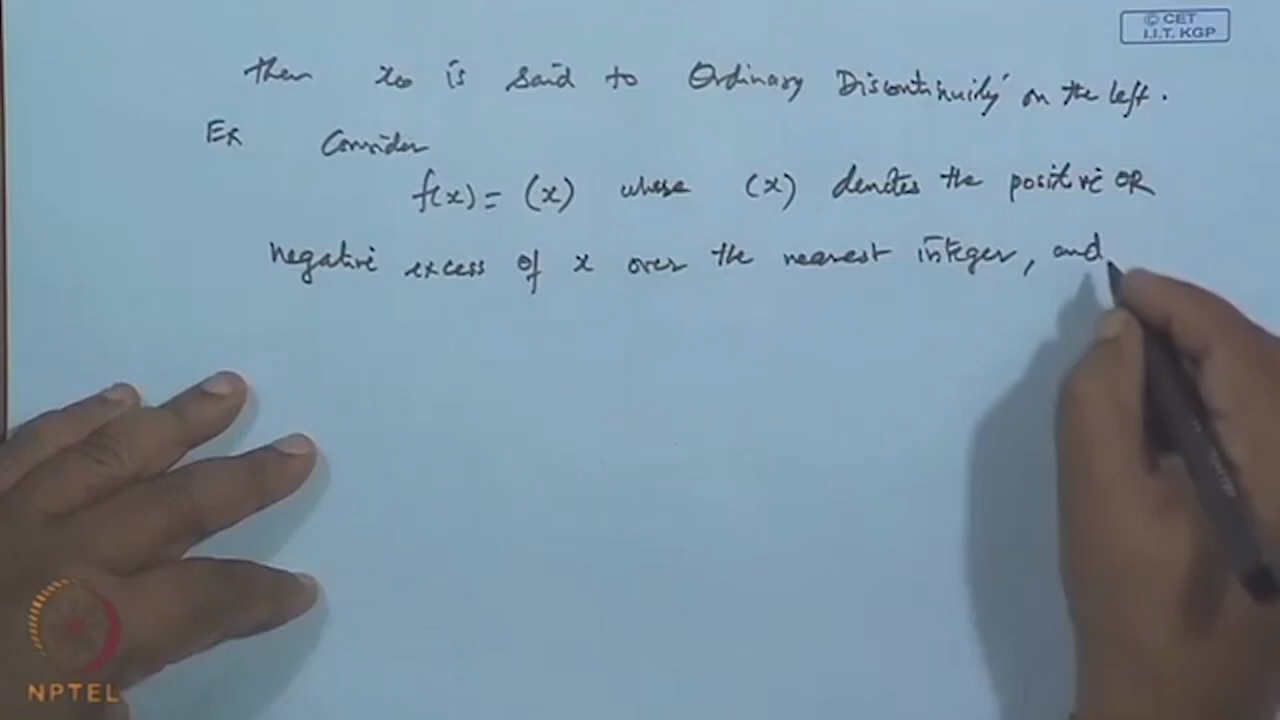 © CET
I.I.T. KGP
then x₀ is said to Ordinary Discontinuity on the left.
Ex Consider
f(x) = (x) where (x) denotes the positive OR
negative excess of x over the nearest integer, and
NPTEL